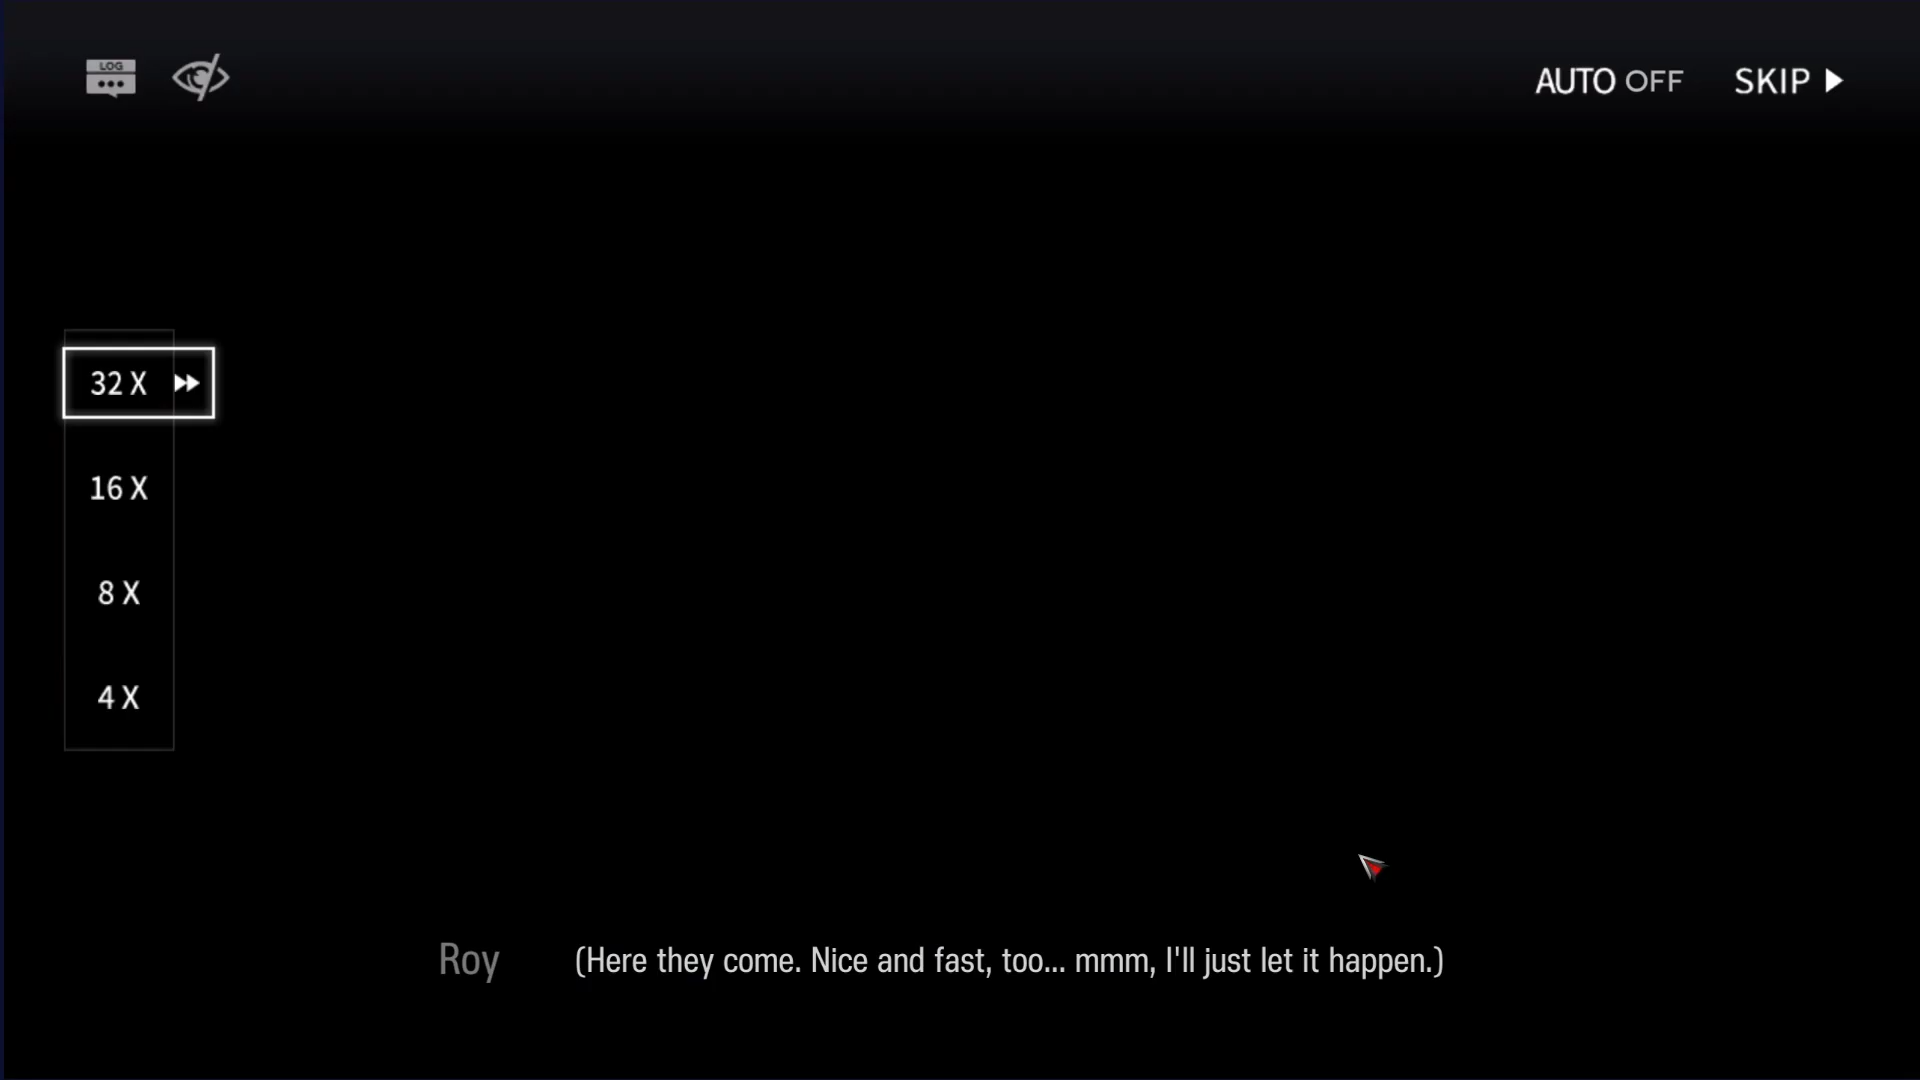 LOG
AUTO OFF
SKIP
32 X
16 X
8 X
4 X
Roy
(Here they come. Nice and fast, too... mmm, I'll just let it happen.)